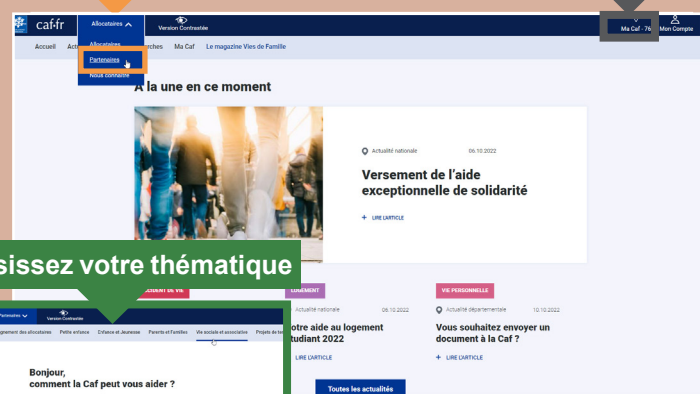 caf.fr
Allocataires
Version Contrastée
Ma Caf - 76
Mon Compte
Accueil
Allocataires
Ma Caf
Le magazine Vies de Famille
Partenaires
Nous connaître
A la une en ce moment
Actualité nationale 06.10.2022
Versement de l'aide
exceptionnelle de solidarité
+ LIRE L'ARTICLE
sissez votre thématique
LOGEMENT
Actualité nationale 06.10.2022
otre aide au logement
tudiant 2022
LIRE L'ARTICLE
VIE PERSONNELLE
Actualité départementale 10.10.2022
Vous souhaitez envoyer un
document à la Caf ?
+ LIRE L'ARTICLE
Toutes les actualités
Partenaires
Version Contrastée
gnement des allocataires Petite enfance Enfance et Jeunesse Parents et Familles Vie sociale et associative Projets de
Bonjour,
comment la Caf peut vous aider ?